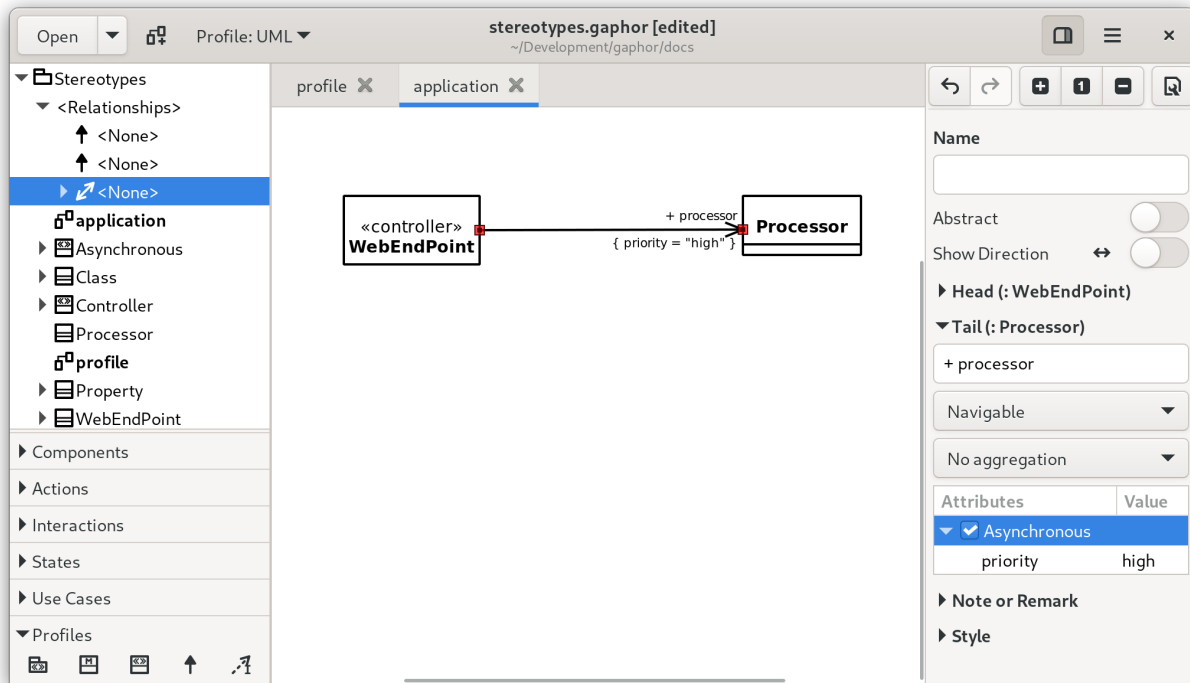 Open
Profile: UML
stereotypes.gaphor [edited]
~/Development/gaphor/docs
Stereotypes
<Relationships>
<None>
<None>
<None>
application
Asynchronous
Class
Controller
Processor
profile
Property
WebEndPoint
Components
Actions
Interactions
States
Use Cases
Profiles
profile
application
«controller»
WebEndPoint
+ processor
{ priority = "high" }
Processor
1
Name
Abstract
Show Direction
Head (: WebEndPoint)
Tail (: Processor)
+ processor
Navigable
No aggregation
Attributes Value
Asynchronous
priority high
Note or Remark
Style